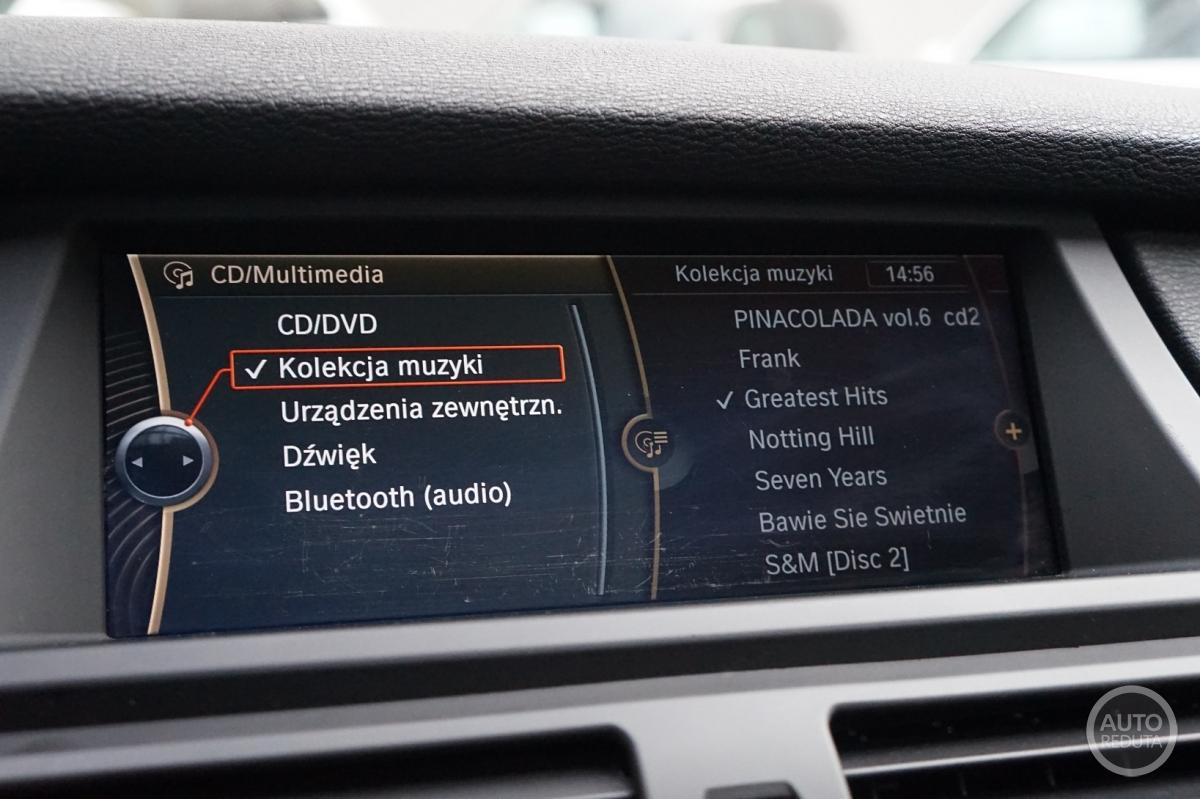 CD/Multimedia
CD/DVD
✓ Kolekcja muzyki
Urządzenia zewnętrzn.
Dźwięk
Bluetooth (audio)
Kolekcja muzyki 14:56
PINACOLADA vol.6 cd2
Frank
✓ Greatest Hits
Notting Hill
Seven Years
Bawie Sie Swietnie
S&M [Disc 2]
AUTO
REDUTA